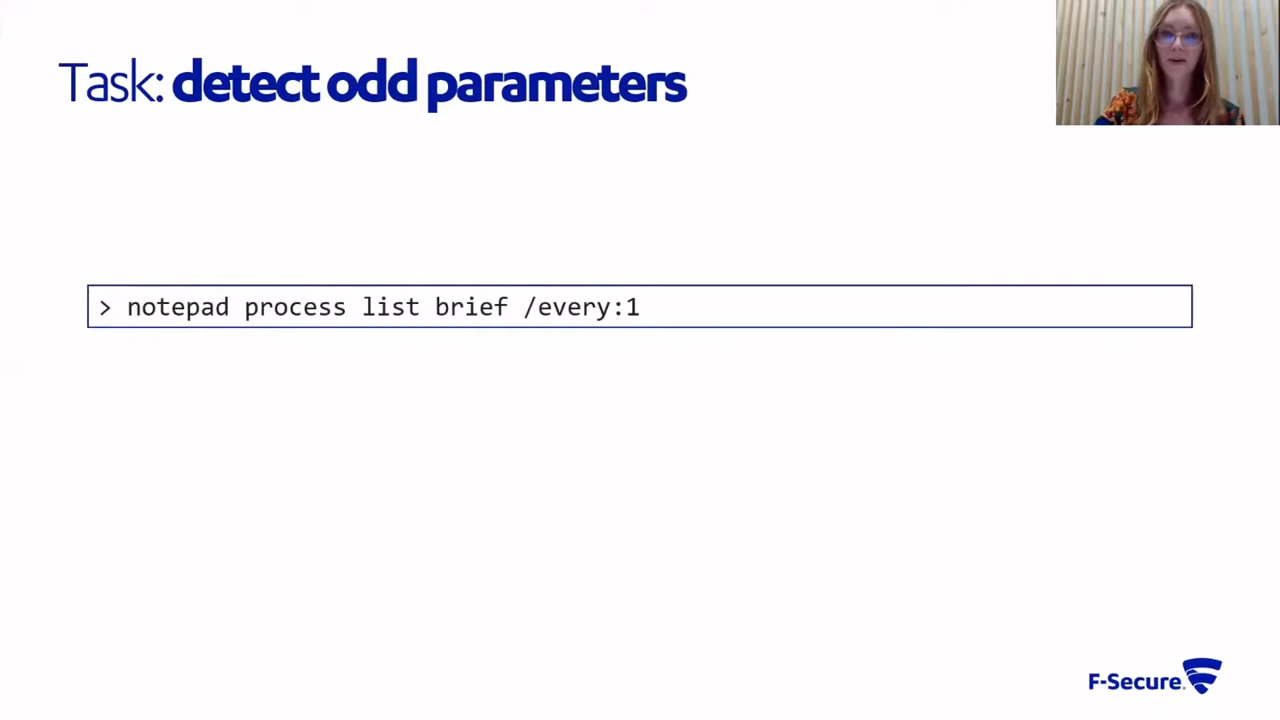 Task: detect odd parameters
> notepad process list brief /every:1
F-Secure.